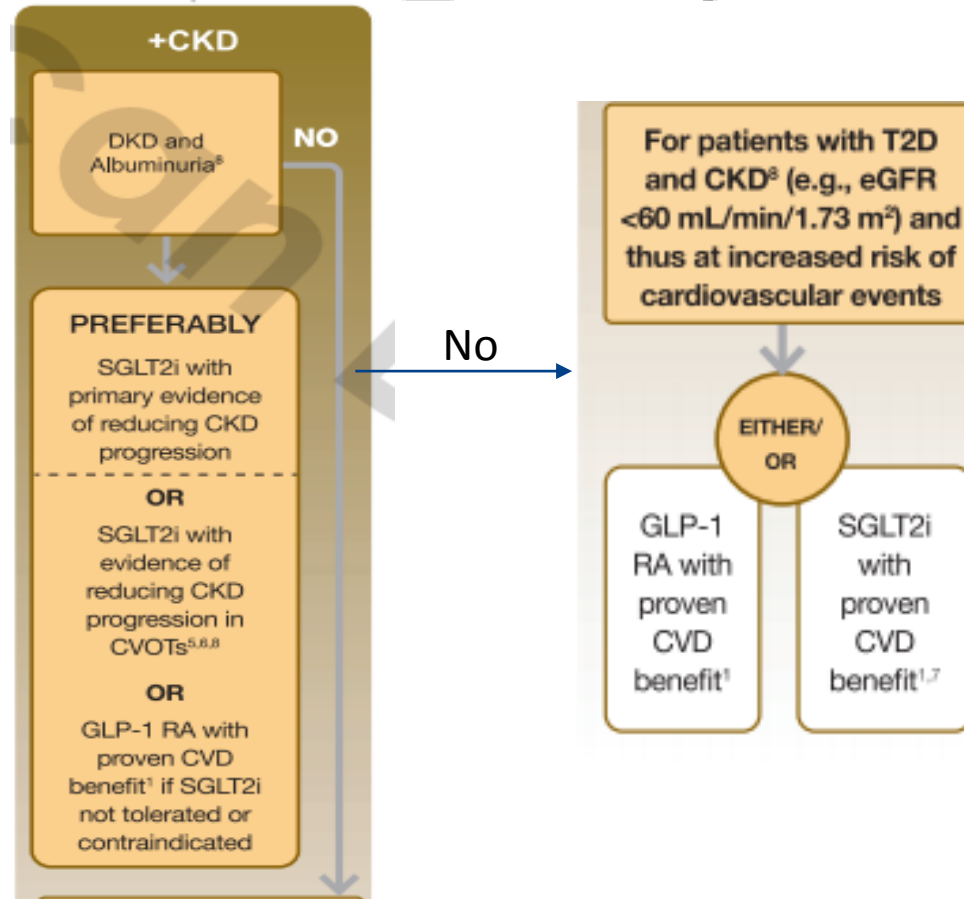 +CKD
DKD and
Albuminuria⁸
NO
PREFERABLY
SGLT2i with
primary evidence
of reducing CKD
progression
OR
SGLT2i with
evidence of
reducing CKD
progression in
CVOTs⁵,⁶,⁸
OR
GLP-1 RA with
proven CVD
benefit¹ if SGLT2i
not tolerated or
contraindicated
No
For patients with T2D
and CKD⁸ (e.g., eGFR
<60 mL/min/1.73 m²) and
thus at increased risk of
cardiovascular events
EITHER/
OR
GLP-1
RA with
proven
CVD
benefit¹
SGLT2i
with
proven
CVD
benefit¹,⁷